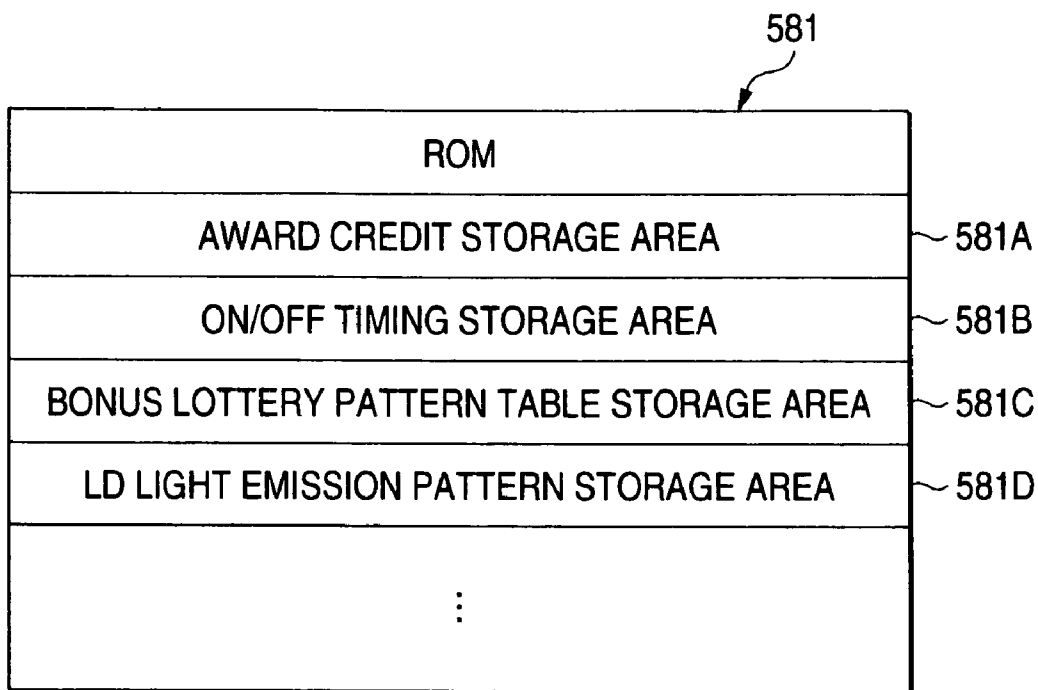 581
ROM
AWARD CREDIT STORAGE AREA
581A
ON/OFF TIMING STORAGE AREA
581B
BONUS LOTTERY PATTERN TABLE STORAGE AREA
581C
LD LIGHT EMISSION PATTERN STORAGE AREA
581D
⋮